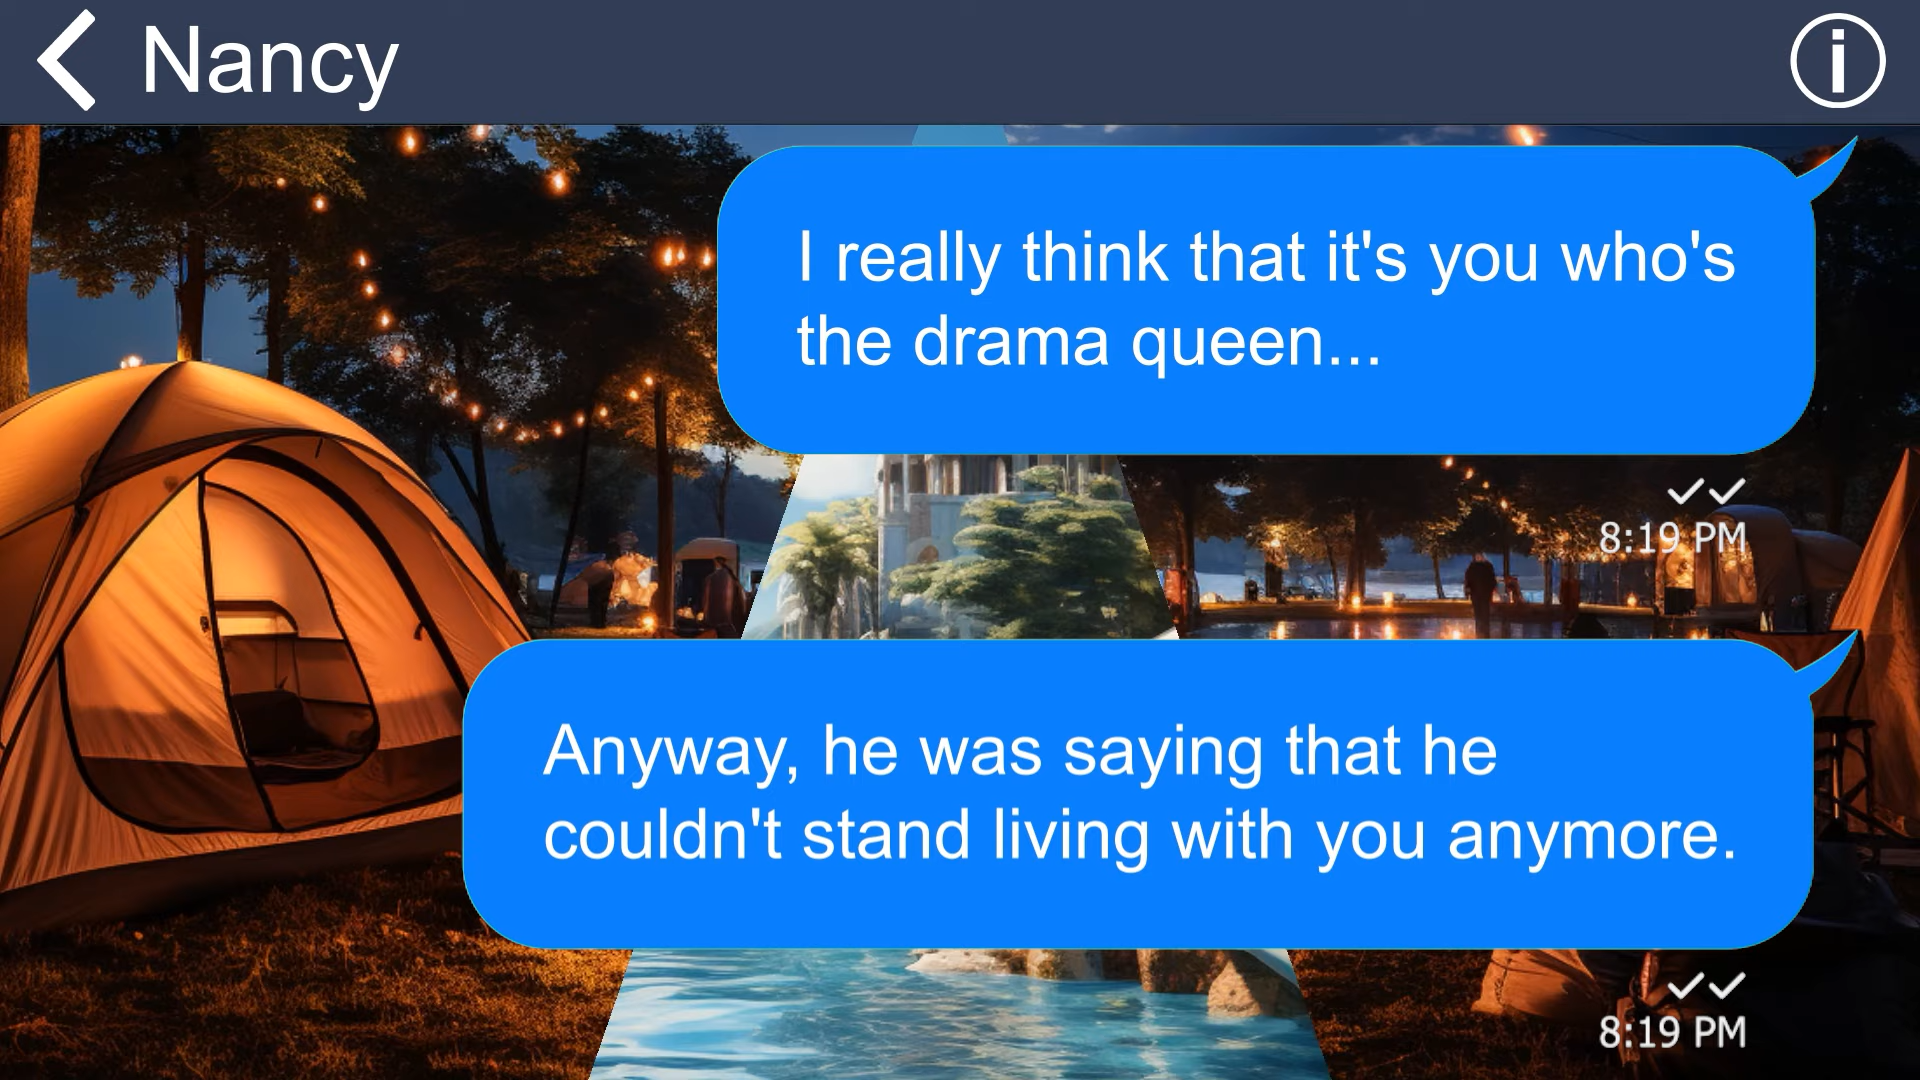 Nancy
I really think that it's you who's
the drama queen...
8:19 PM
Anyway, he was saying that he
couldn't stand living with you anymore.
8:19 PM